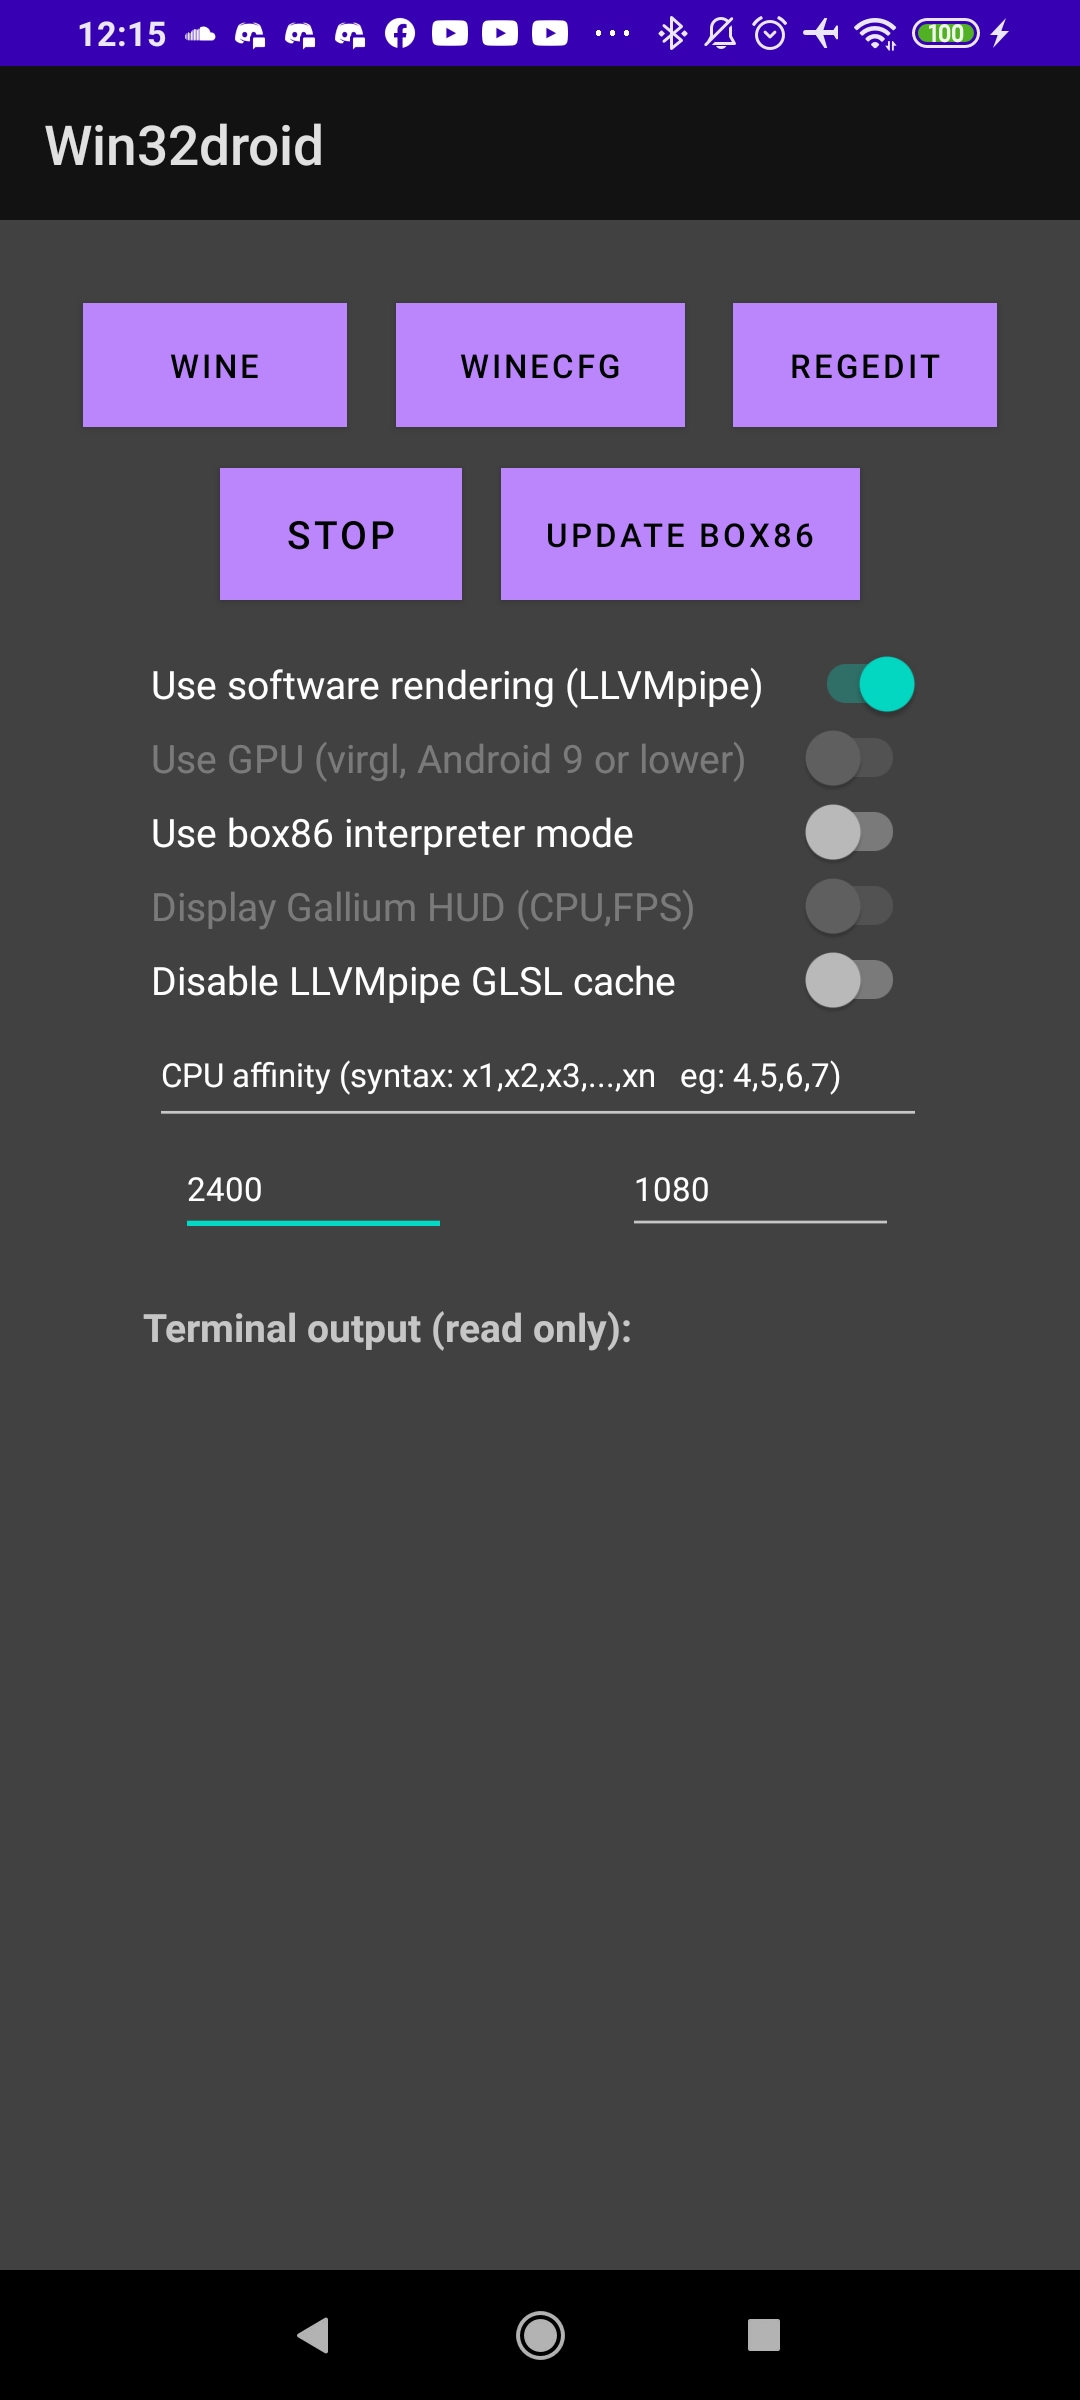 12:15 ... 100
Win32droid
WINE WINECFG REGEDIT
STOP UPDATE BOX86
Use software rendering (LLVMpipe)
Use GPU (virgl, Android 9 or lower)
Use box86 interpreter mode
Display Gallium HUD (CPU,FPS)
Disable LLVMpipe GLSL cache
CPU affinity (syntax: x1,x2,x3,...,xn eg: 4,5,6,7)
2400 1080
Terminal output (read only):